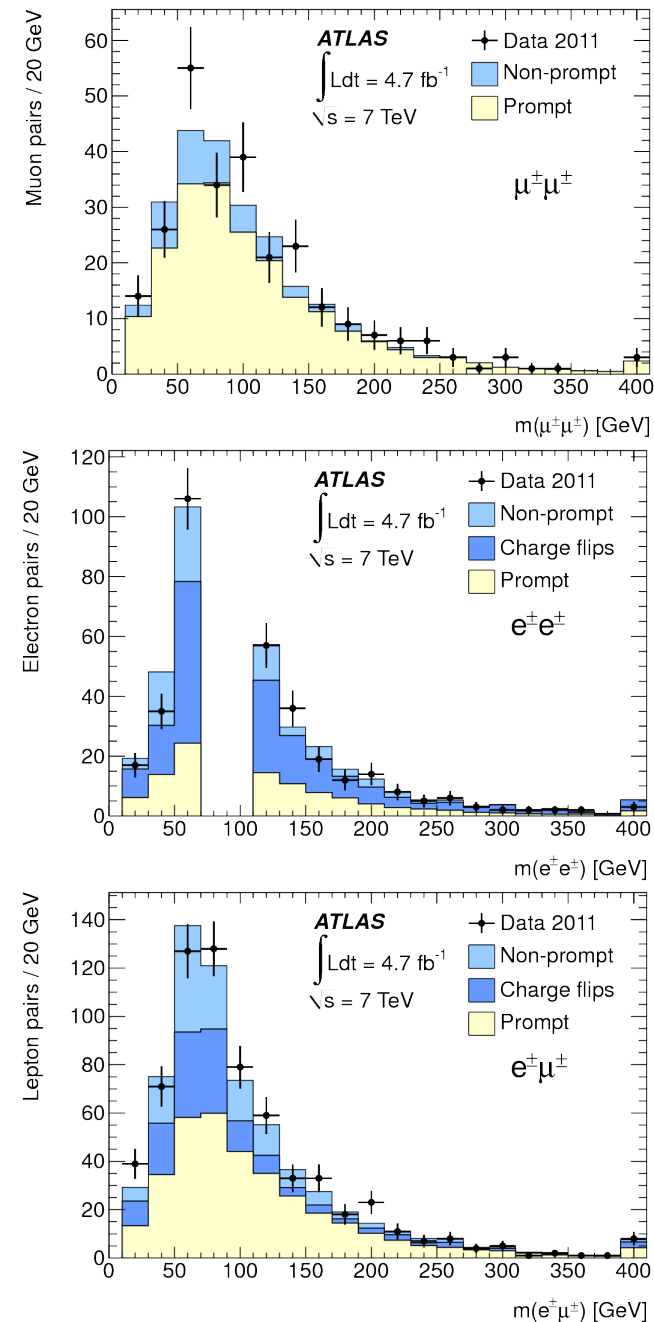 Muon pairs / 20 GeV
60
50
40
30
20
10
0
ATLAS
∫Ldt = 4.7 fb⁻¹
√s = 7 TeV
Data 2011
Non-prompt
Prompt
μ±μ±
0 50 100 150 200 250 300 350 400
m(μ±μ±) [GeV]
Electron pairs / 20 GeV
120
100
80
60
40
20
0
ATLAS
∫Ldt = 4.7 fb⁻¹
√s = 7 TeV
Data 2011
Non-prompt
Charge flips
Prompt
e±e±
0 50 100 150 200 250 300 350 400
m(e±e±) [GeV]
Lepton pairs / 20 GeV
140
120
100
80
60
40
20
0
ATLAS
∫Ldt = 4.7 fb⁻¹
√s = 7 TeV
Data 2011
Non-prompt
Charge flips
Prompt
e±μ±
0 50 100 150 200 250 300 350 400
m(e±μ±) [GeV]